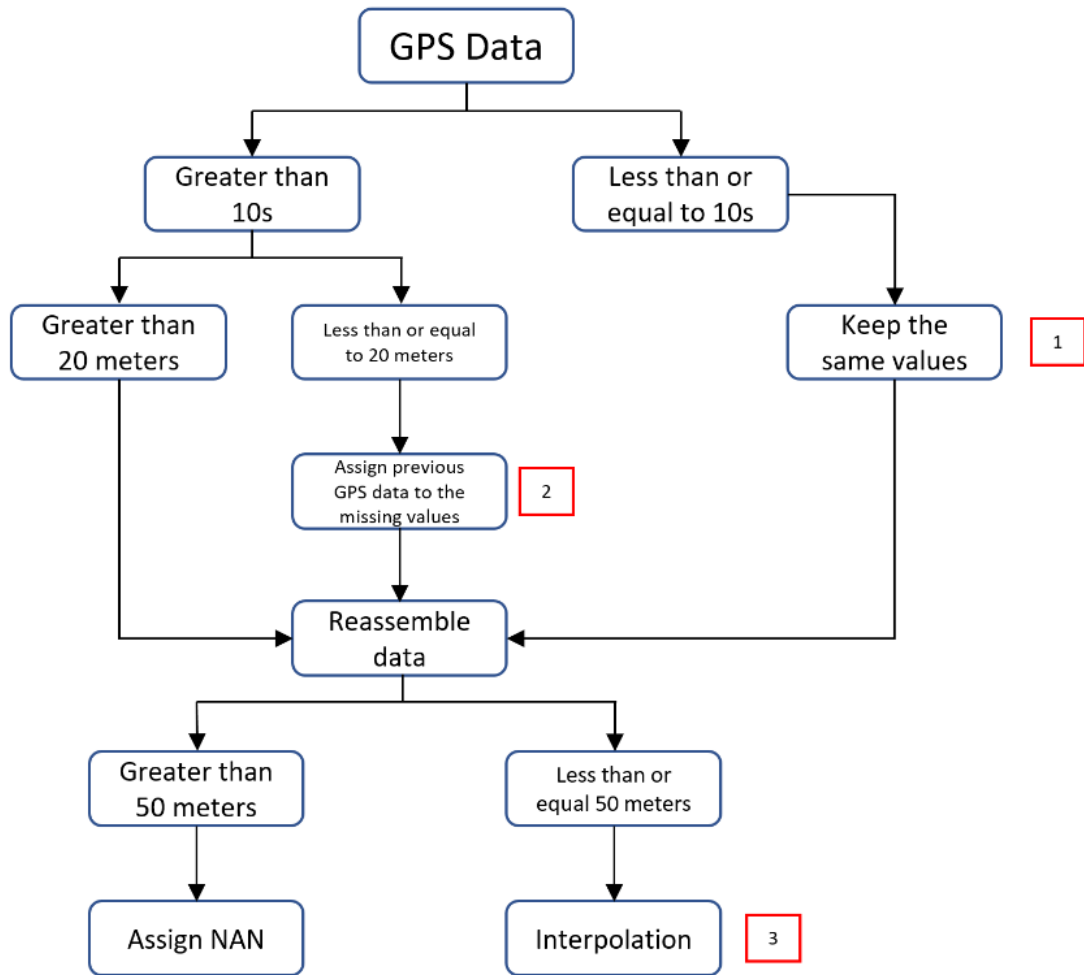 GPS Data
Greater than
10s
Less than or
equal to 10s
Greater than
20 meters
Less than or equal
to 20 meters
Keep the
same values
1
Assign previous
GPS data to the
missing values
2
Reassemble
data
Greater than
50 meters
Less than or
equal 50 meters
Assign NAN
Interpolation
3